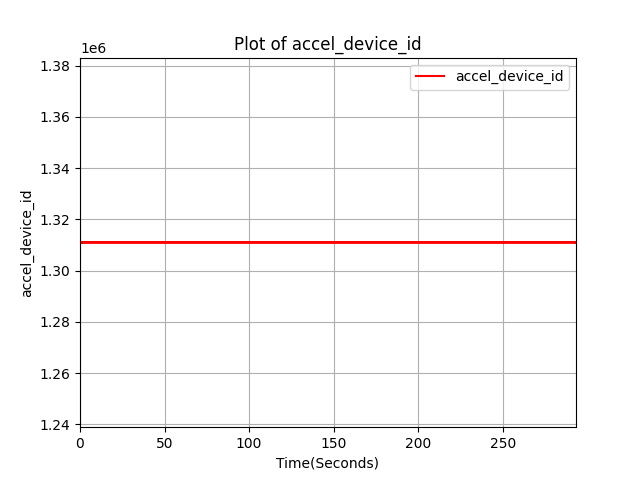 Plot of accel_device_id
1e6
accel_device_id
1.38
1.36
1.34
1.32
1.30
1.28
1.26
1.24
accel_device_id
0 50 100 150 200 250
Time(Seconds)